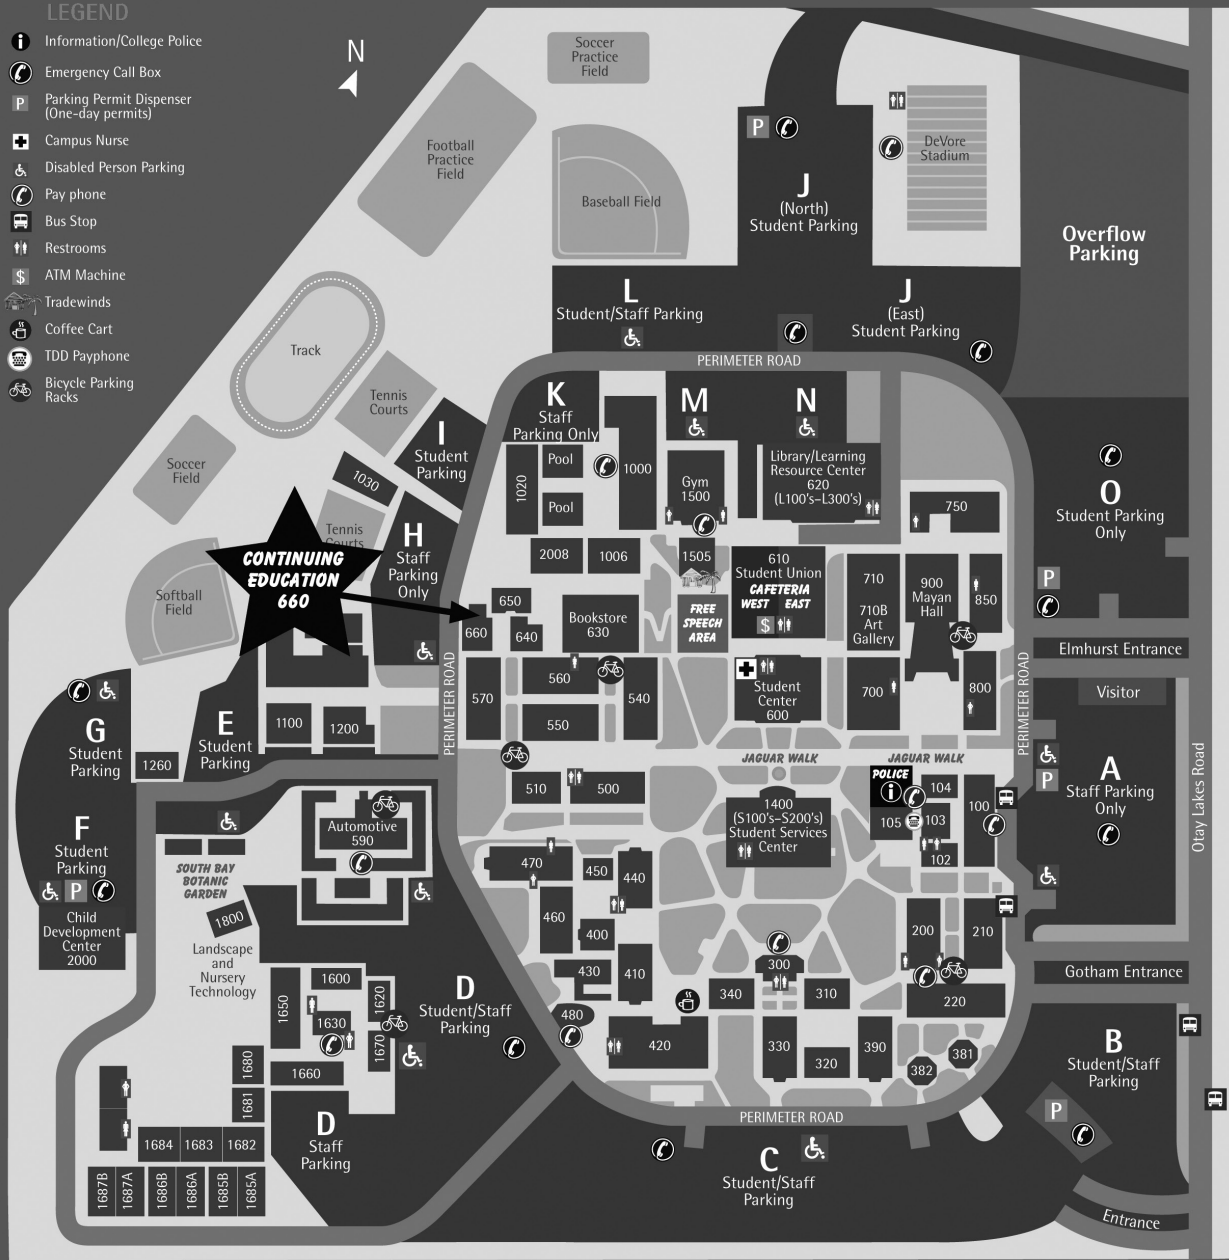 LEGEND
Information/College Police
Emergency Call Box
P
Parking Permit Dispenser
(One-day permits)
Campus Nurse
Disabled Person Parking
Pay phone
Bus Stop
Restrooms
$
ATM Machine
Tradewinds
Coffee Cart
TDD Payphone
Bicycle Parking
Racks
N
Soccer
Practice
Field
Football
Practice
Field
Baseball Field
P
J
(North)
Student Parking
DeVore
Stadium
Overflow
Parking
L
Student/Staff Parking
J
(East)
Student Parking
PERIMETER ROAD
Track
Tennis
Courts
Soccer
Field
I
Student
Parking
1030
Tennis
Courts
H
Staff
Parking
Only
Softball
Field
CONTINUING
EDUCATION
660
K
Staff
Parking Only
M
N
1020
Pool
Pool
1000
Gym
1500
Library/Learning
Resource Center
620
(L100's–L300's)
750
O
Student Parking
Only
P
2008
1006
1505
610
Student Union
CAFETERIA
WEST EAST
$
FREE
SPEECH
AREA
710
710B
Art
Gallery
900
Mayan
Hall
850
650
660
640
Bookstore
630
Elmhurst Entrance
PERIMETER ROAD
PERIMETER ROAD
570
560
550
540
Student
Center
600
700
800
Visitor
G
Student
Parking
E
Student
Parking
1100
1200
1260
JAGUAR WALK
JAGUAR WALK
A
Staff Parking
Only
P
Otay Lakes Road
510
500
POLICE
105
104
103
102
100
1400
(S100's–S200's)
Student Services
Center
Automotive
590
F
Student
Parking
P
Child
Development
Center
2000
SOUTH BAY
BOTANIC
GARDEN
1800
Landscape
and
Nursery
Technology
470
450
440
460
400
430
410
480
420
200
210
220
Gotham Entrance
300
340
310
330
320
390
382
381
1650
1600
1620
1630
1670
1660
1680
1681
D
Student/Staff
Parking
D
Staff
Parking
1684
1683
1682
1687B
1687A
1686B
1686A
1685B
1685A
PERIMETER ROAD
C
Student/Staff
Parking
B
Student/Staff
Parking
P
Entrance